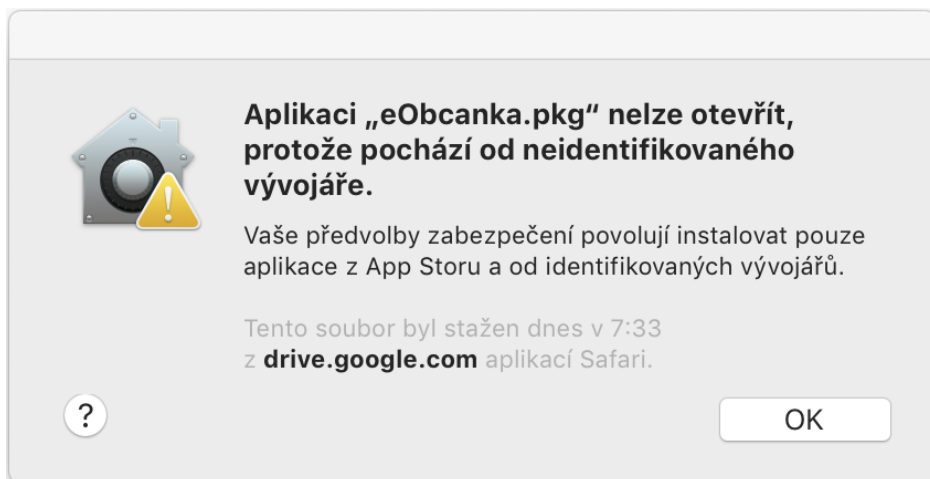 Aplikaci „eObcanka.pkg“ nelze otevřít,
protože pochází od neidentifikovaného
vývojáře.
Vaše předvolby zabezpečení povolují instalovat pouze
aplikace z App Storu a od identifikovaných vývojářů.
Tento soubor byl stažen dnes v 7:33
z drive.google.com aplikací Safari.
?
OK